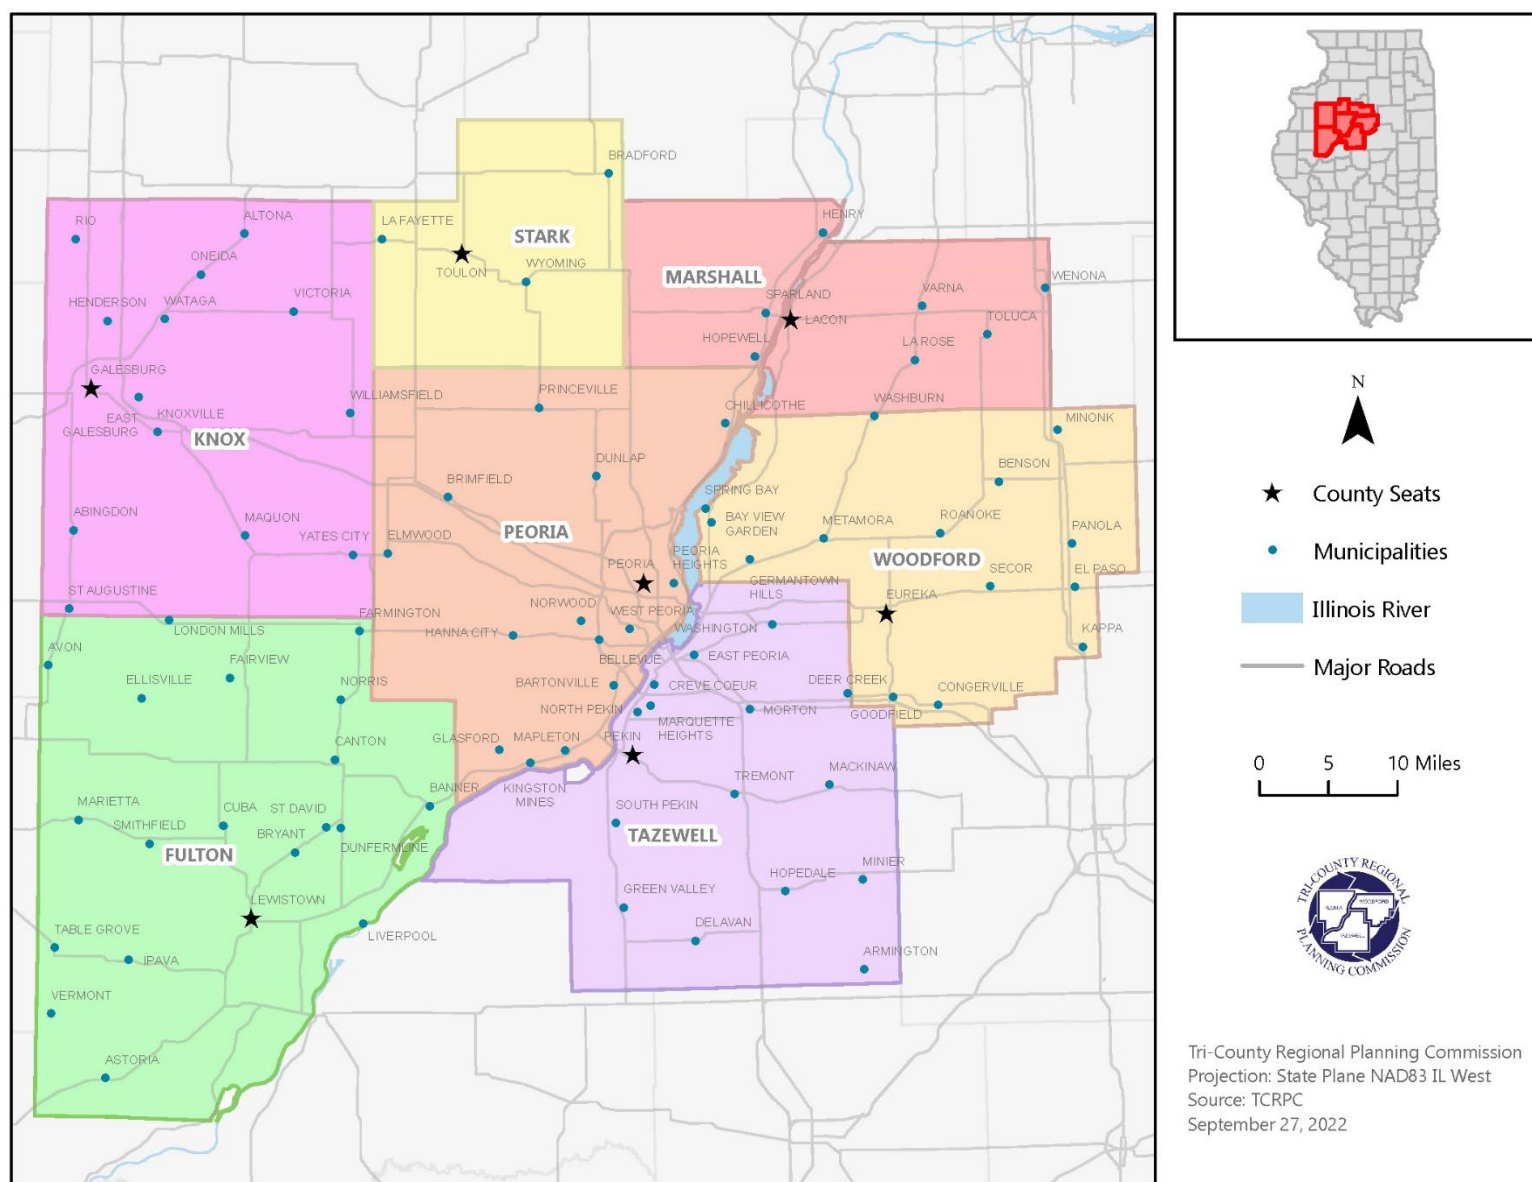 BRADFORD
RIO
ALTONA
LA FAYETTE
HENRY
STARK
ONEIDA
TOULON
WYOMING
MARSHALL
WENONA
HENDERSON
WATAGA
VICTORIA
SPARLAND
VARNA
LACON
TOLUCA
HOPEWELL
LA ROSE
GALESBURG
PRINCEVILLE
WILLIAMSFIELD
KNOXVILLE
EAST
GALESBURG
KNOX
CHILLICOTHE
WASHBURN
MINONK
DUNLAP
BENSON
BRIMFIELD
SPRING BAY
ABINGDON
MAQUON
YATES CITY
ELMWOOD
PEORIA
BAY VIEW
GARDEN
METAMORA
ROANOKE
PANOLA
PEORIA
PEORIA
HEIGHTS
WOODFORD
GERMANTOWN
HILLS
SECOR
EL PASO
ST AUGUSTINE
EUREKA
FARMINGTON
NORWOOD
WEST PEORIA
LONDON MILLS
HANNA CITY
WASHINGTON
KAPPA
AVON
FAIRVIEW
BELLEVUE
EAST PEORIA
ELLISVILLE
NORRIS
BARTONVILLE
CREVE COEUR
DEER CREEK
CONGERVILLE
NORTH PEKIN
MORTON
GOODFIELD
MARQUETTE
HEIGHTS
CANTON
GLASFORD
MAPLETON
PEKIN
TREMONT
MACKINAW
BANNER
KINGSTON
MINES
MARIETTA
CUBA
ST DAVID
SOUTH PEKIN
SMITHFIELD
BRYANT
TAZEWELL
FULTON
DUNFERMLINE
HOPEDALE
MINIER
LEWISTOWN
GREEN VALLEY
TABLE GROVE
LIVERPOOL
DELAVAN
IPAVA
ARMINGTON
VERMONT
ASTORIA
N
County Seats
Municipalities
Illinois River
Major Roads
0 5 10 Miles
TRI-COUNTY REGIONAL
PEORIA
WOODFORD
TAZEWELL
PLANNING COMMISSION
Tri-County Regional Planning Commission
Projection: State Plane NAD83 IL West
Source: TCRPC
September 27, 2022